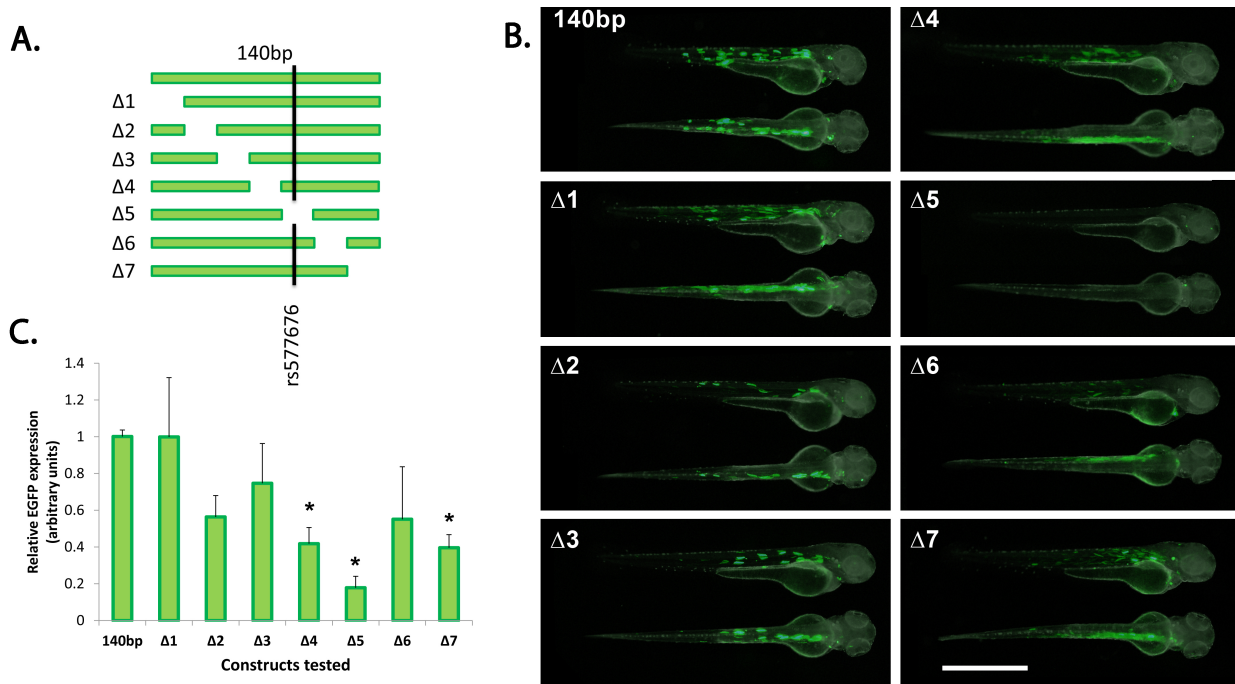 A.
140bp
Δ1
Δ2
Δ3
Δ4
Δ5
Δ6
Δ7
rs577676
B.
140bp
Δ4
Δ1
Δ5
Δ2
Δ6
Δ3
Δ7
C.
Relative EGFP expression
(arbitrary units)
1.4
1.2
1
0.8
0.6
0.4
0.2
0
*
*
*
140bp Δ1 Δ2 Δ3 Δ4 Δ5 Δ6 Δ7
Constructs tested